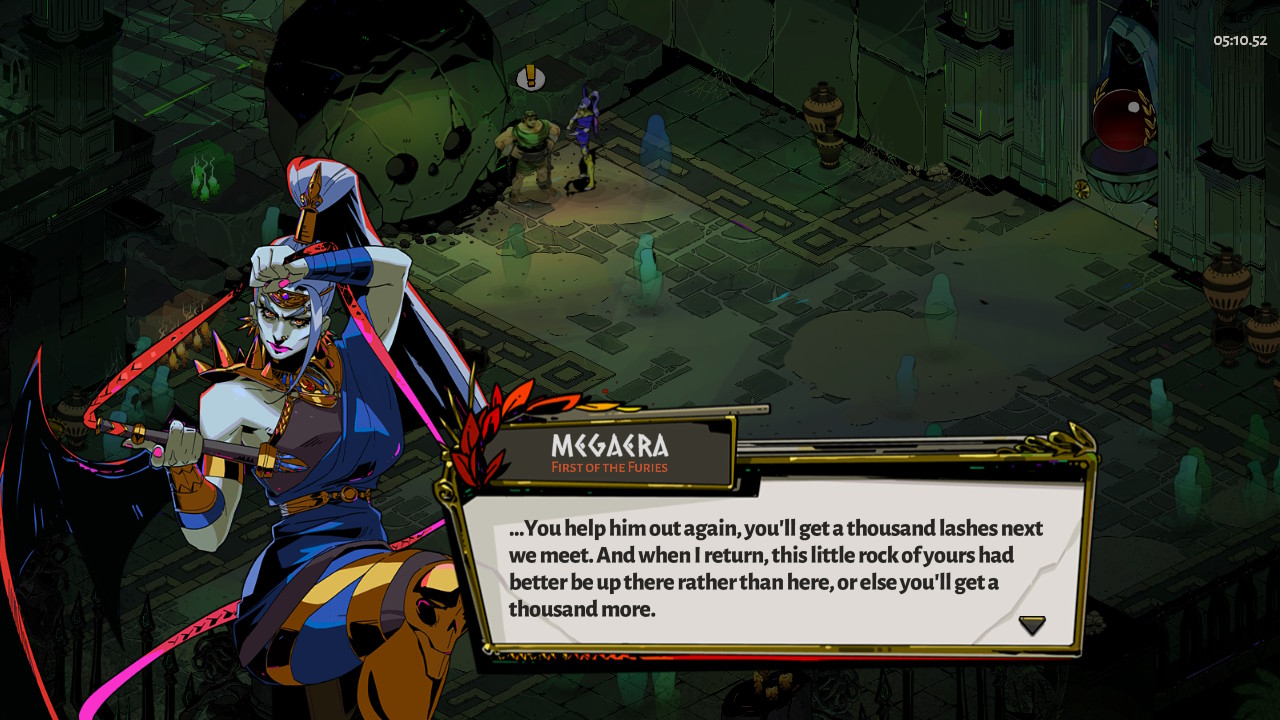 05:10.52
MEGAERA
FIRST OF THE FURIES
...You help him out again, you'll get a thousand lashes next
we meet. And when I return, this little rock of yours had
better be up there rather than here, or else you'll get a
thousand more.